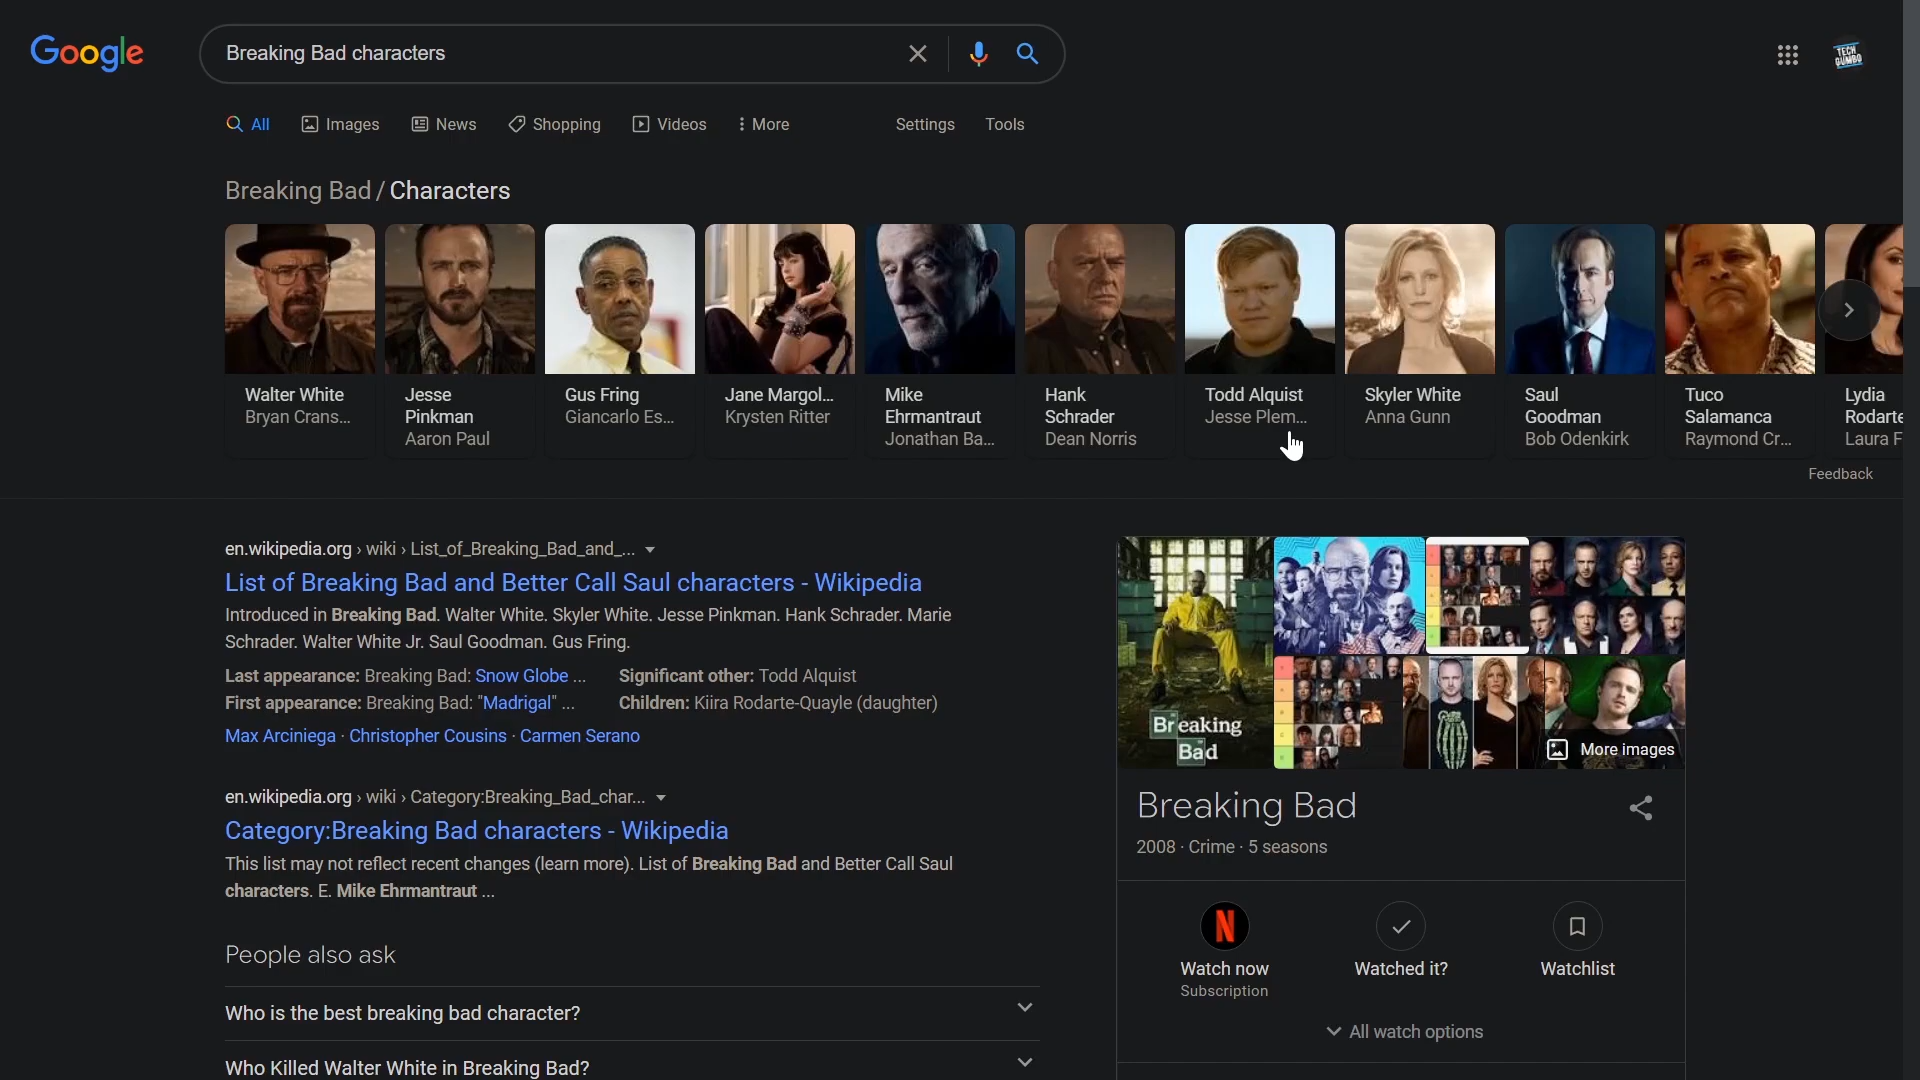 Google
Breaking Bad characters
TECH
GUMBO
All
Images
News
Shopping
Videos
More
Settings
Tools
Breaking Bad / Characters
Walter White
Bryan Crans...
Jesse
Pinkman
Aaron Paul
Gus Fring
Giancarlo Es...
Jane Margol...
Krysten Ritter
Mike
Ehrmantraut
Jonathan Ba...
Hank
Schrader
Dean Norris
Todd Alquist
Jesse Plem...
Skyler White
Anna Gunn
Saul
Goodman
Bob Odenkirk
Tuco
Salamanca
Raymond Cr...
Lydia
Rodarte
Laura F
Feedback
en.wikipedia.org › wiki › List_of_Breaking_Bad_and_...
List of Breaking Bad and Better Call Saul characters - Wikipedia
Introduced in Breaking Bad. Walter White. Skyler White. Jesse Pinkman. Hank Schrader. Marie
Schrader. Walter White Jr. Saul Goodman. Gus Fring.
Last appearance: Breaking Bad: Snow Globe ...
Significant other: Todd Alquist
First appearance: Breaking Bad: "Madrigal" ...
Children: Kiira Rodarte-Quayle (daughter)
Max Arciniega · Christopher Cousins · Carmen Serano
en.wikipedia.org › wiki › Category:Breaking_Bad_char...
Category:Breaking Bad characters - Wikipedia
This list may not reflect recent changes (learn more). List of Breaking Bad and Better Call Saul
characters. E. Mike Ehrmantraut ...
People also ask
Who is the best breaking bad character?
Who Killed Walter White in Breaking Bad?
Breaking
Bad
More images
Breaking Bad
2008 · Crime · 5 seasons
N
Watch now
Subscription
Watched it?
Watchlist
All watch options